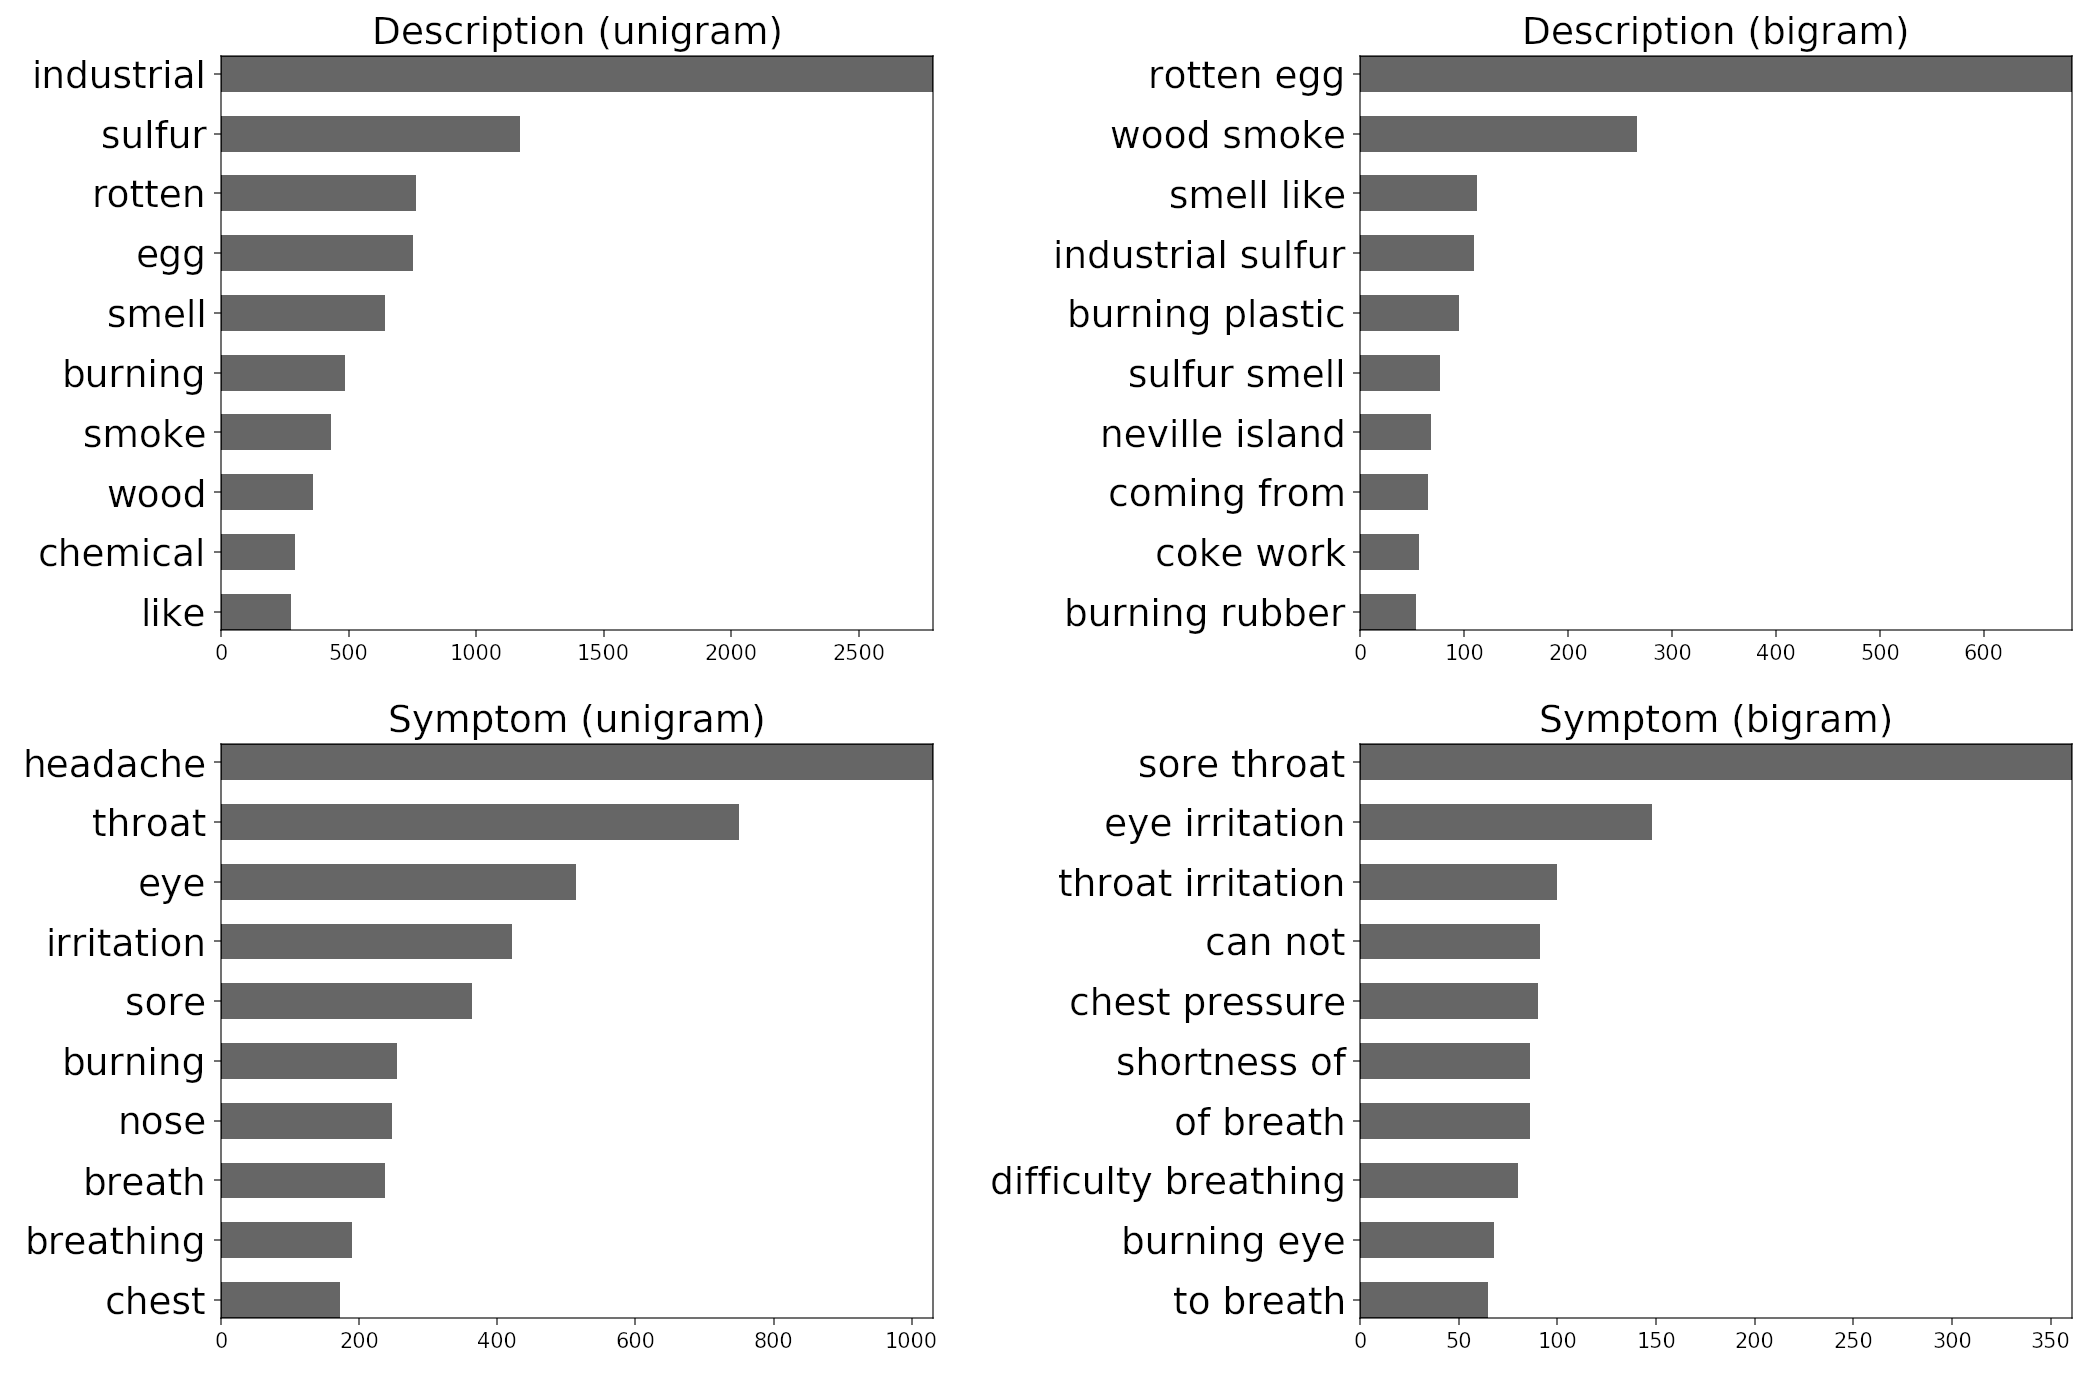 Description (unigram)
industrial
sulfur
rotten
egg
smell
burning
smoke
wood
chemical
like
0 500 1000 1500 2000 2500
Description (bigram)
rotten egg
wood smoke
smell like
industrial sulfur
burning plastic
sulfur smell
neville island
coming from
coke work
burning rubber
0 100 200 300 400 500 600
Symptom (unigram)
headache
throat
eye
irritation
sore
burning
nose
breath
breathing
chest
0 200 400 600 800 1000
Symptom (bigram)
sore throat
eye irritation
throat irritation
can not
chest pressure
shortness of
of breath
difficulty breathing
burning eye
to breath
0 50 100 150 200 250 300 350